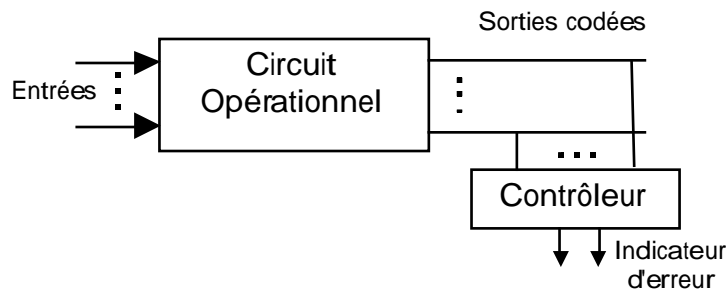 Sorties codées
Circuit
Opérationnel
Entrées
Contrôleur
Indicateur
d'erreur